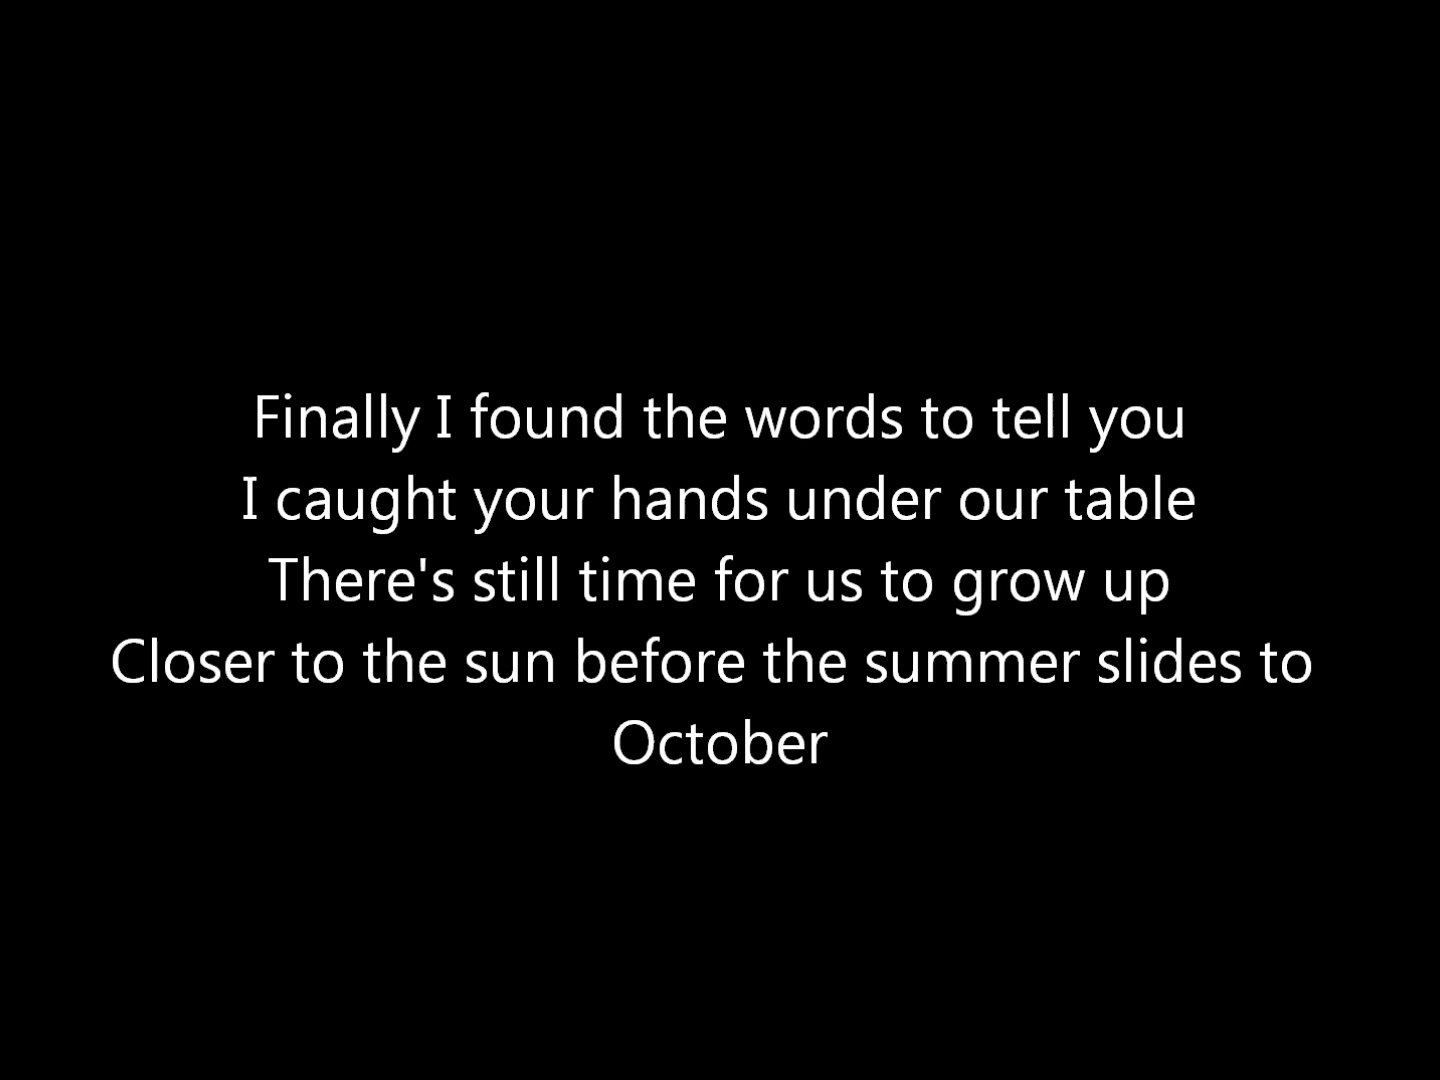 Finally I found the words to tell you
I caught your hands under our table
There's still time for us to grow up
Closer to the sun before the summer slides to
October